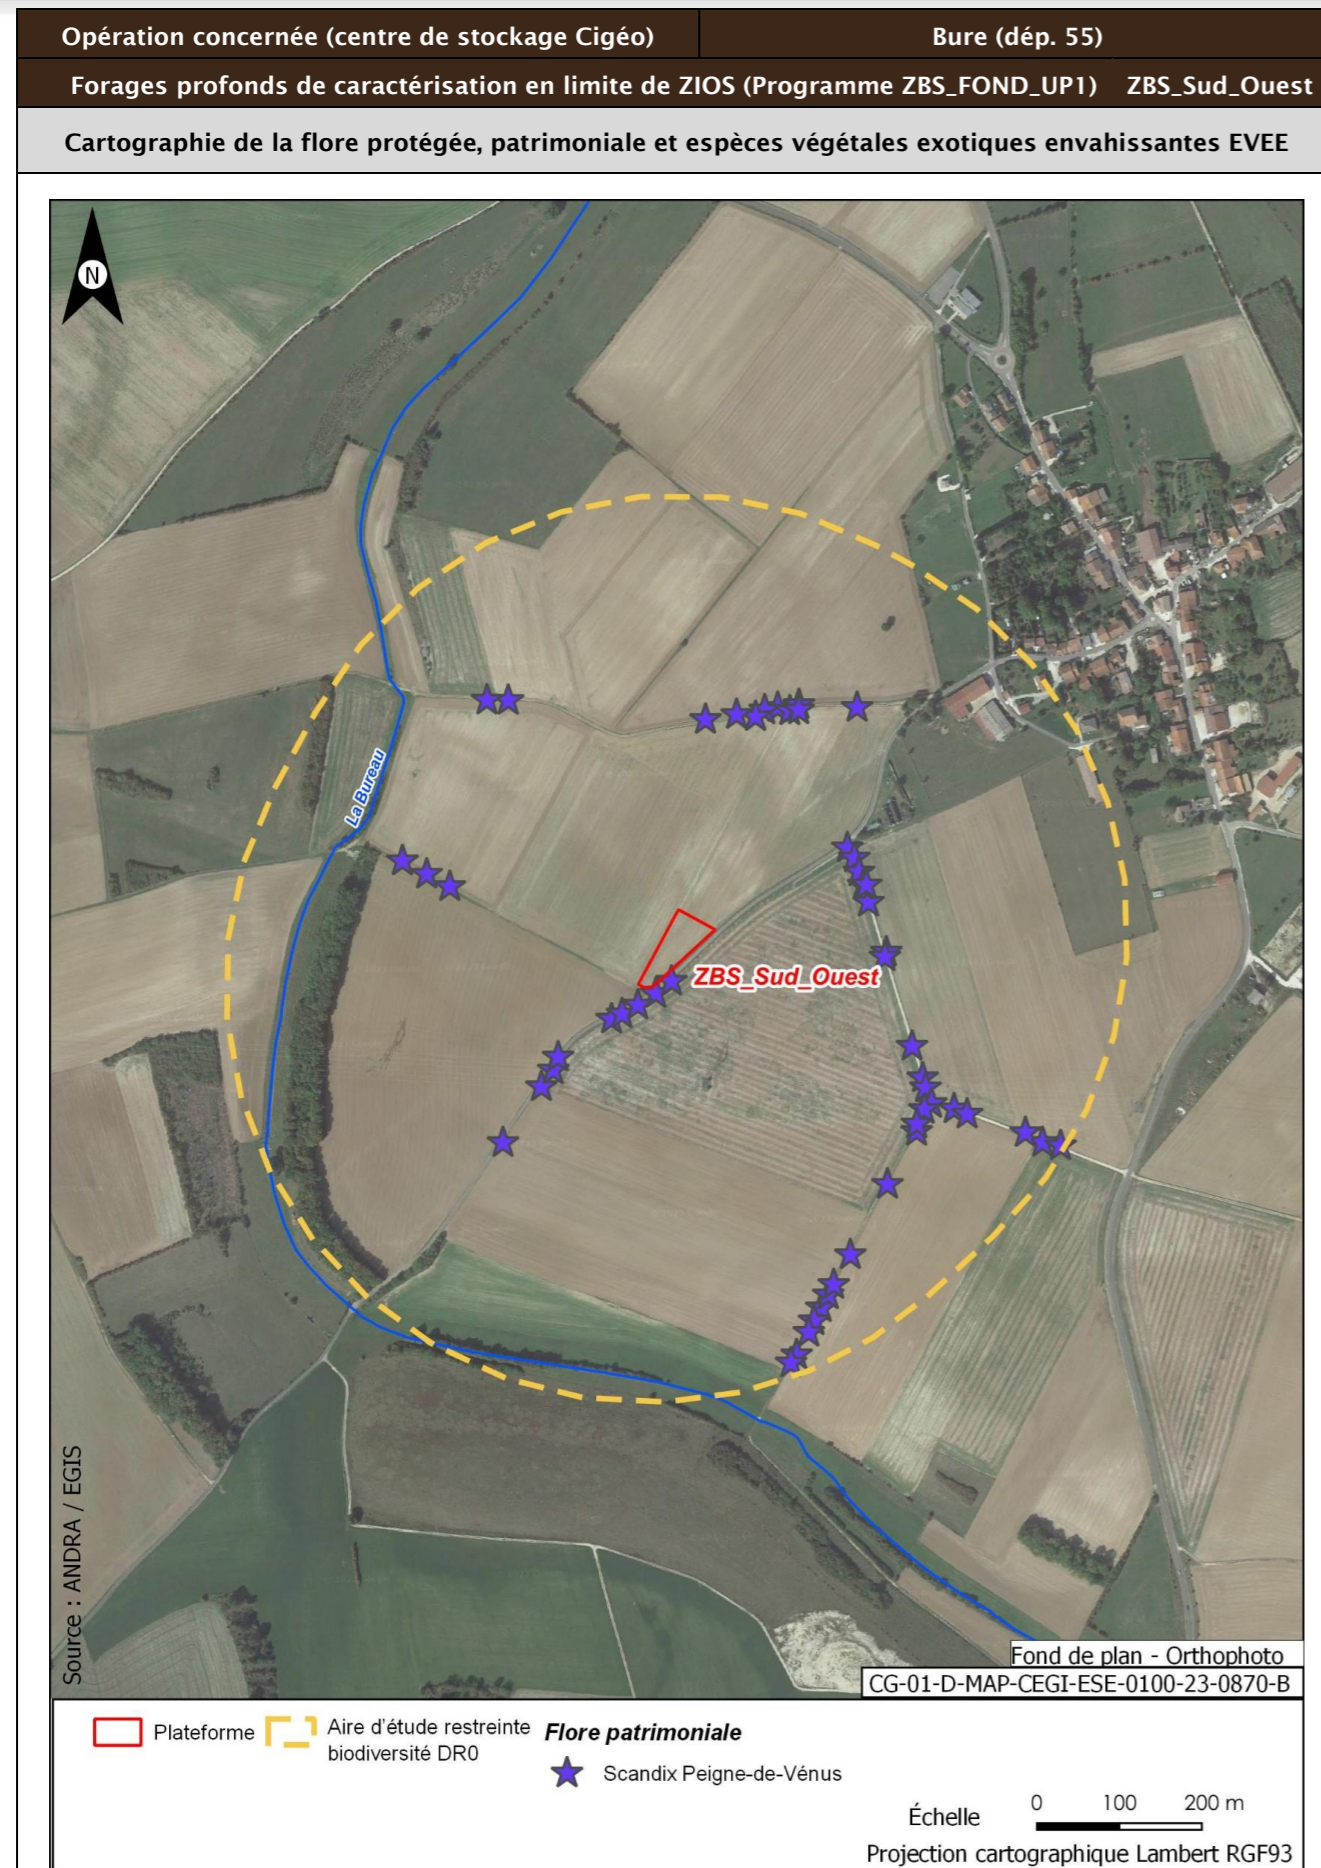 Opération concernée (centre de stockage Cigéo) Bure (dép. 55)
Forages profonds de caractérisation en limite de ZIOS (Programme ZBS_FOND_UP1) ZBS_Sud_Ouest
Cartographie de la flore protégée, patrimoniale et espèces végétales exotiques envahissantes EVEE
N
La Bureau
ZBS_Sud_Ouest
Source : ANDRA / EGIS
Fond de plan - Orthophoto
CG-01-D-MAP-CEGI-ESE-0100-23-0870-B
Plateforme
Aire d'étude restreinte
biodiversité DR0
Flore patrimoniale
Scandix Peigne-de-Vénus
Échelle
0 100 200 m
Projection cartographique Lambert RGF93